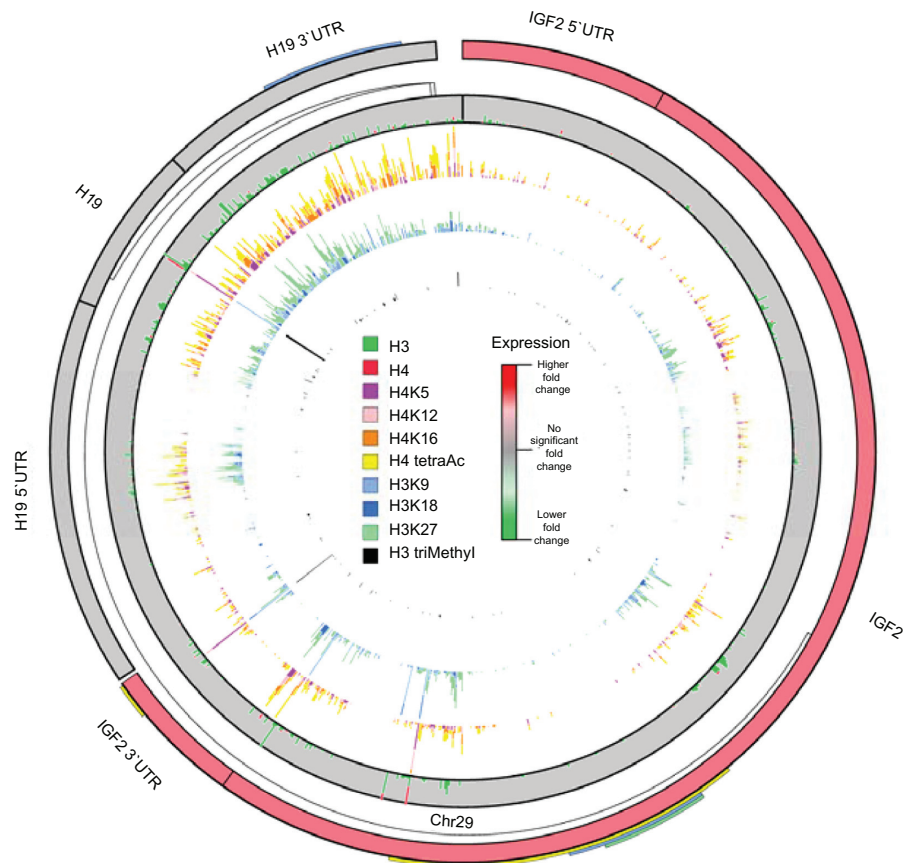 IGF2 5`UTR
H19 3`UTR
H19
H19 5`UTR
IGF2 3`UTR
IGF2
Chr29
H3
H4
H4K5
H4K12
H4K16
H4 tetraAc
H3K9
H3K18
H3K27
H3 triMethyl
Expression
Higher
fold
change
No
significant
fold
change
Lower
fold
change